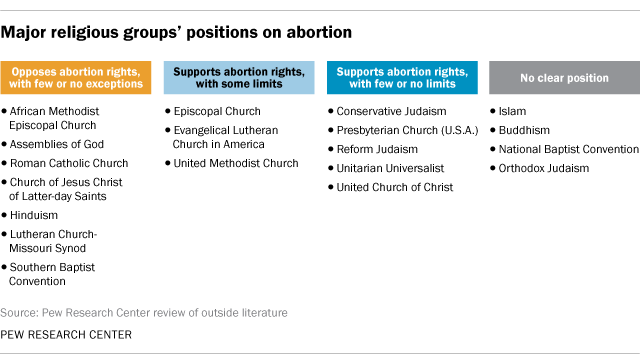 Major religious groups' positions on abortion
Opposes abortion rights,
with few or no exceptions
• African Methodist
Episcopal Church
• Assemblies of God
• Roman Catholic Church
• Church of Jesus Christ
of Latter-day Saints
• Hinduism
• Lutheran Church-
Missouri Synod
• Southern Baptist
Convention
Supports abortion rights,
with some limits
• Episcopal Church
• Evangelical Lutheran
Church in America
• United Methodist Church
Supports abortion rights,
with few or no limits
• Conservative Judaism
• Presbyterian Church (U.S.A.)
• Reform Judaism
• Unitarian Universalist
• United Church of Christ
No clear position
• Islam
• Buddhism
• National Baptist Convention
• Orthodox Judaism
Source: Pew Research Center review of outside literature
PEW RESEARCH CENTER